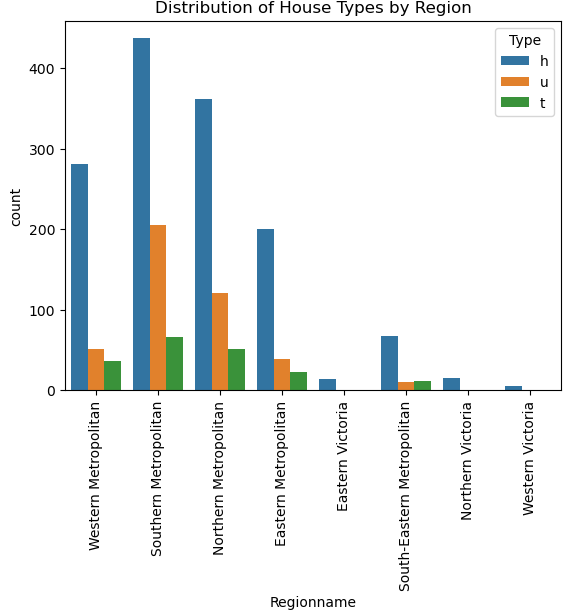 Distribution of House Types by Region
Type
h
u
t
count
400
300
200
100
0
Western Metropolitan
Southern Metropolitan
Northern Metropolitan
Eastern Metropolitan
Eastern Victoria
South-Eastern Metropolitan
Northern Victoria
Western Victoria
Regionname